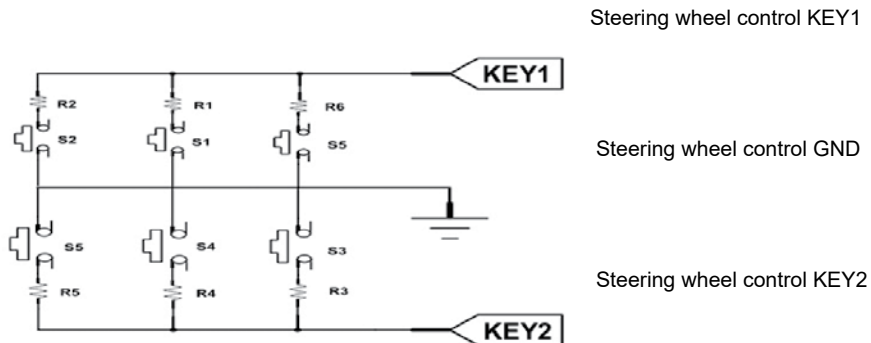 Steering wheel control KEY1
KEY1
R2 R1 R6
S2 S1 S5
Steering wheel control GND
S5 S4 S3
R5 R4 R3
Steering wheel control KEY2
KEY2